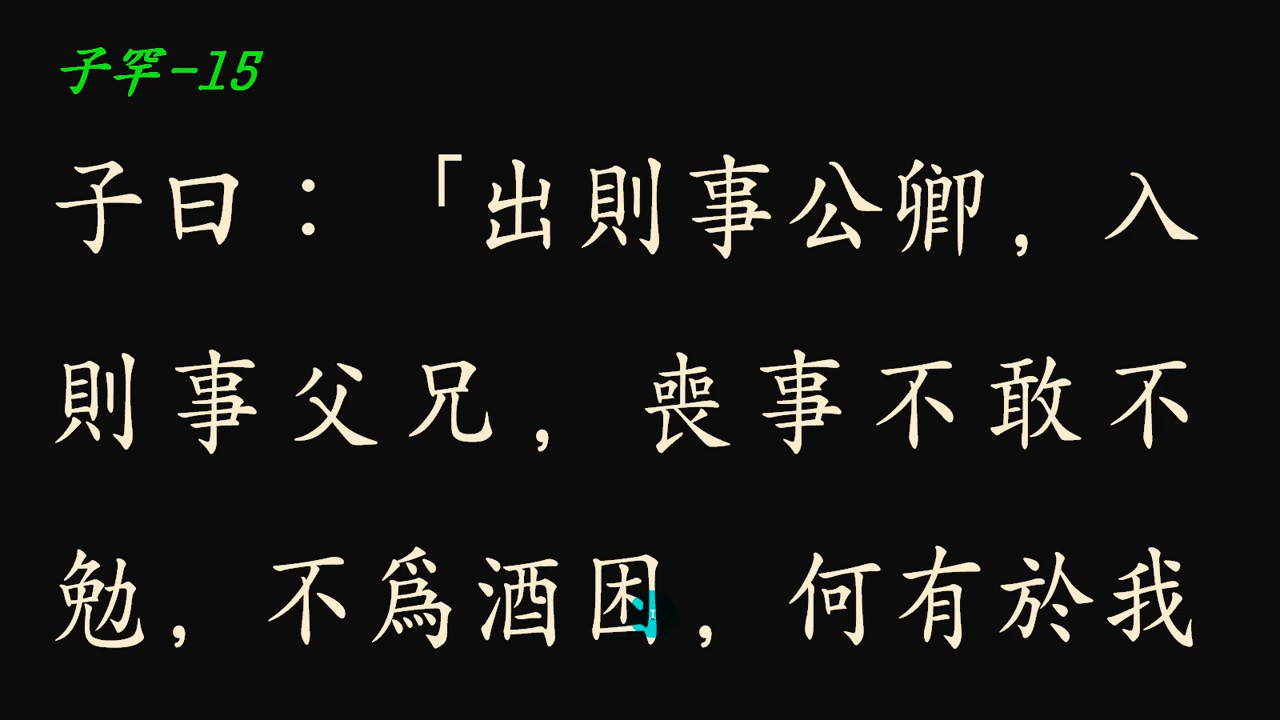 子罕-15
子曰：「出則事公卿，入
則事父兄，喪事不敢不
勉，不爲酒困，何有於我